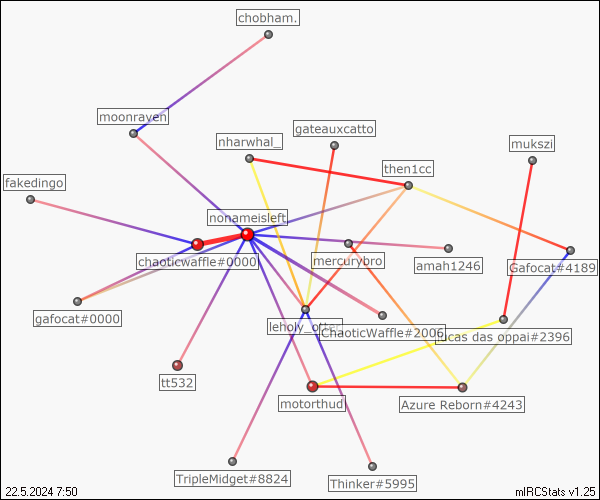 chobham.
moonraven
gateauxcatto
nharwhal_
mukszi
then1cc
fakedingo
nonameisleft
chaoticwaffle#0000
mercurybro
amah1246
Gafocat#4189
gafocat#0000
leholy_otter
ChaoticWaffle#2006
ucas das oppai#2396
tt532
motorthud
Azure Reborn#4243
TripleMidget#8824
Thinker#5995
22.5.2024 7:50
mIRCStats v1.25